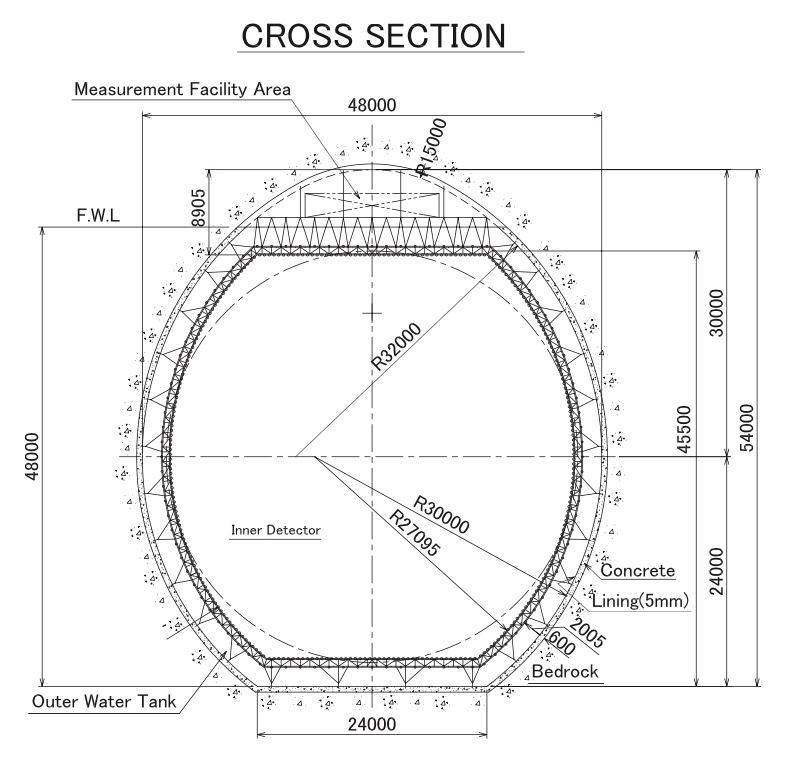 CROSS SECTION
Measurement Facility Area
48000
R15000
8905
F.W.L
R32000
30000
48000
45500
54000
R30000
R27095
Inner Detector
24000
Concrete
Lining(5mm)
2005
600
Bedrock
Outer Water Tank
24000